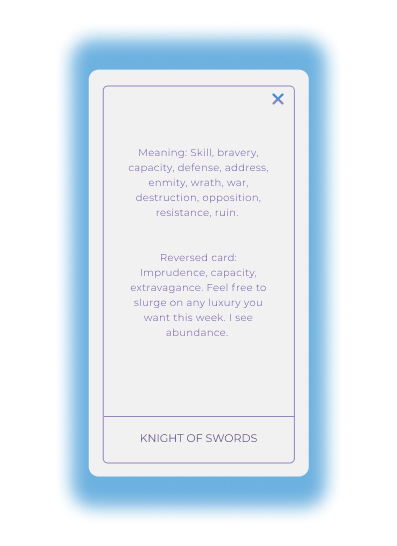 Meaning: Skill, bravery,
capacity, defense, address,
enmity, wrath, war,
destruction, opposition,
resistance, ruin.
Reversed card:
Imprudence, capacity,
extravagance. Feel free to
slurge on any luxury you
want this week. I see
abundance.
KNIGHT OF SWORDS